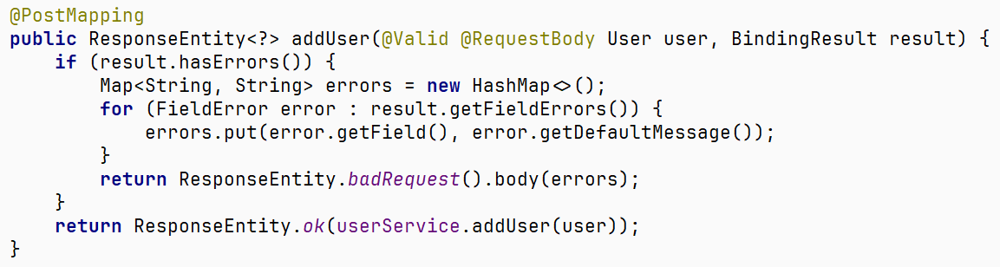 @PostMapping
public ResponseEntity<?> addUser(@Valid @RequestBody User user, BindingResult result) {
    if (result.hasErrors()) {
        Map<String, String> errors = new HashMap<>();
        for (FieldError error : result.getFieldErrors()) {
            errors.put(error.getField(), error.getDefaultMessage());
        }
        return ResponseEntity.badRequest().body(errors);
    }
    return ResponseEntity.ok(userService.addUser(user));
}